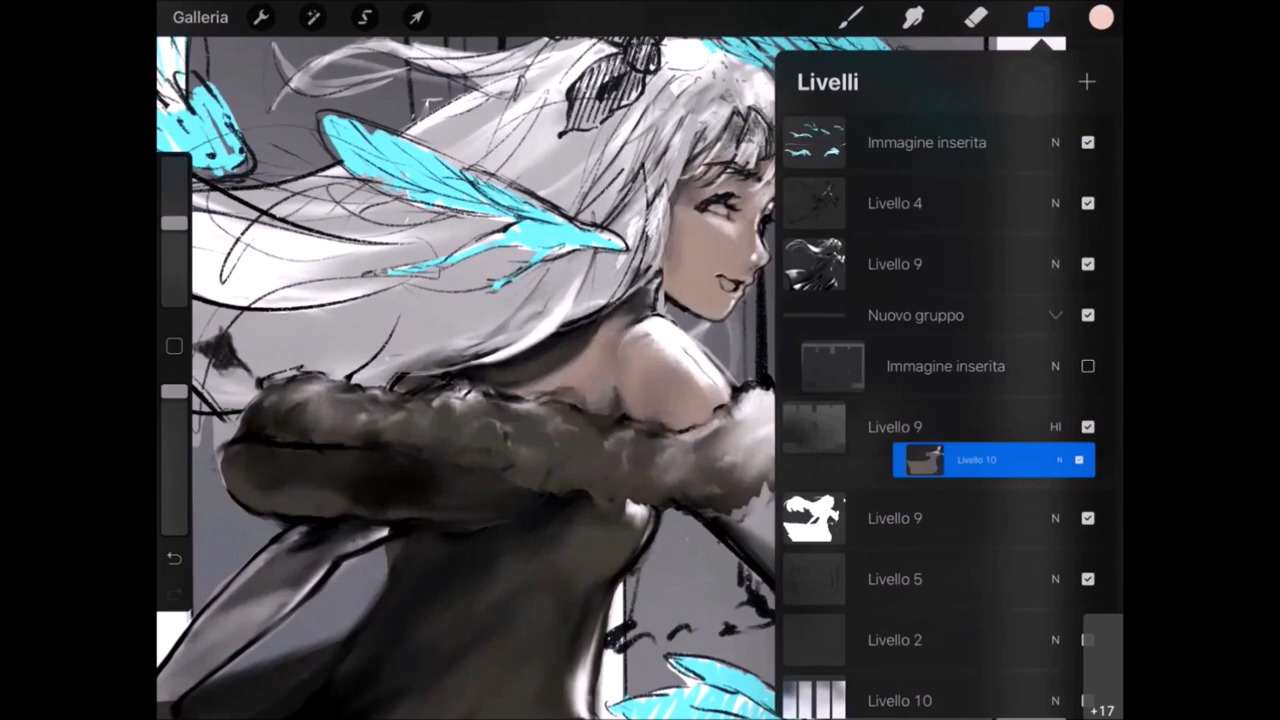 Galleria
Livelli
Immagine inserita N
Livello 4 N
Livello 9 N
Nuovo gruppo
Immagine inserita N
Livello 9 HI
Livello 10 N
Livello 9 N
Livello 5 N
Livello 2 N
Livello 10 N
+17